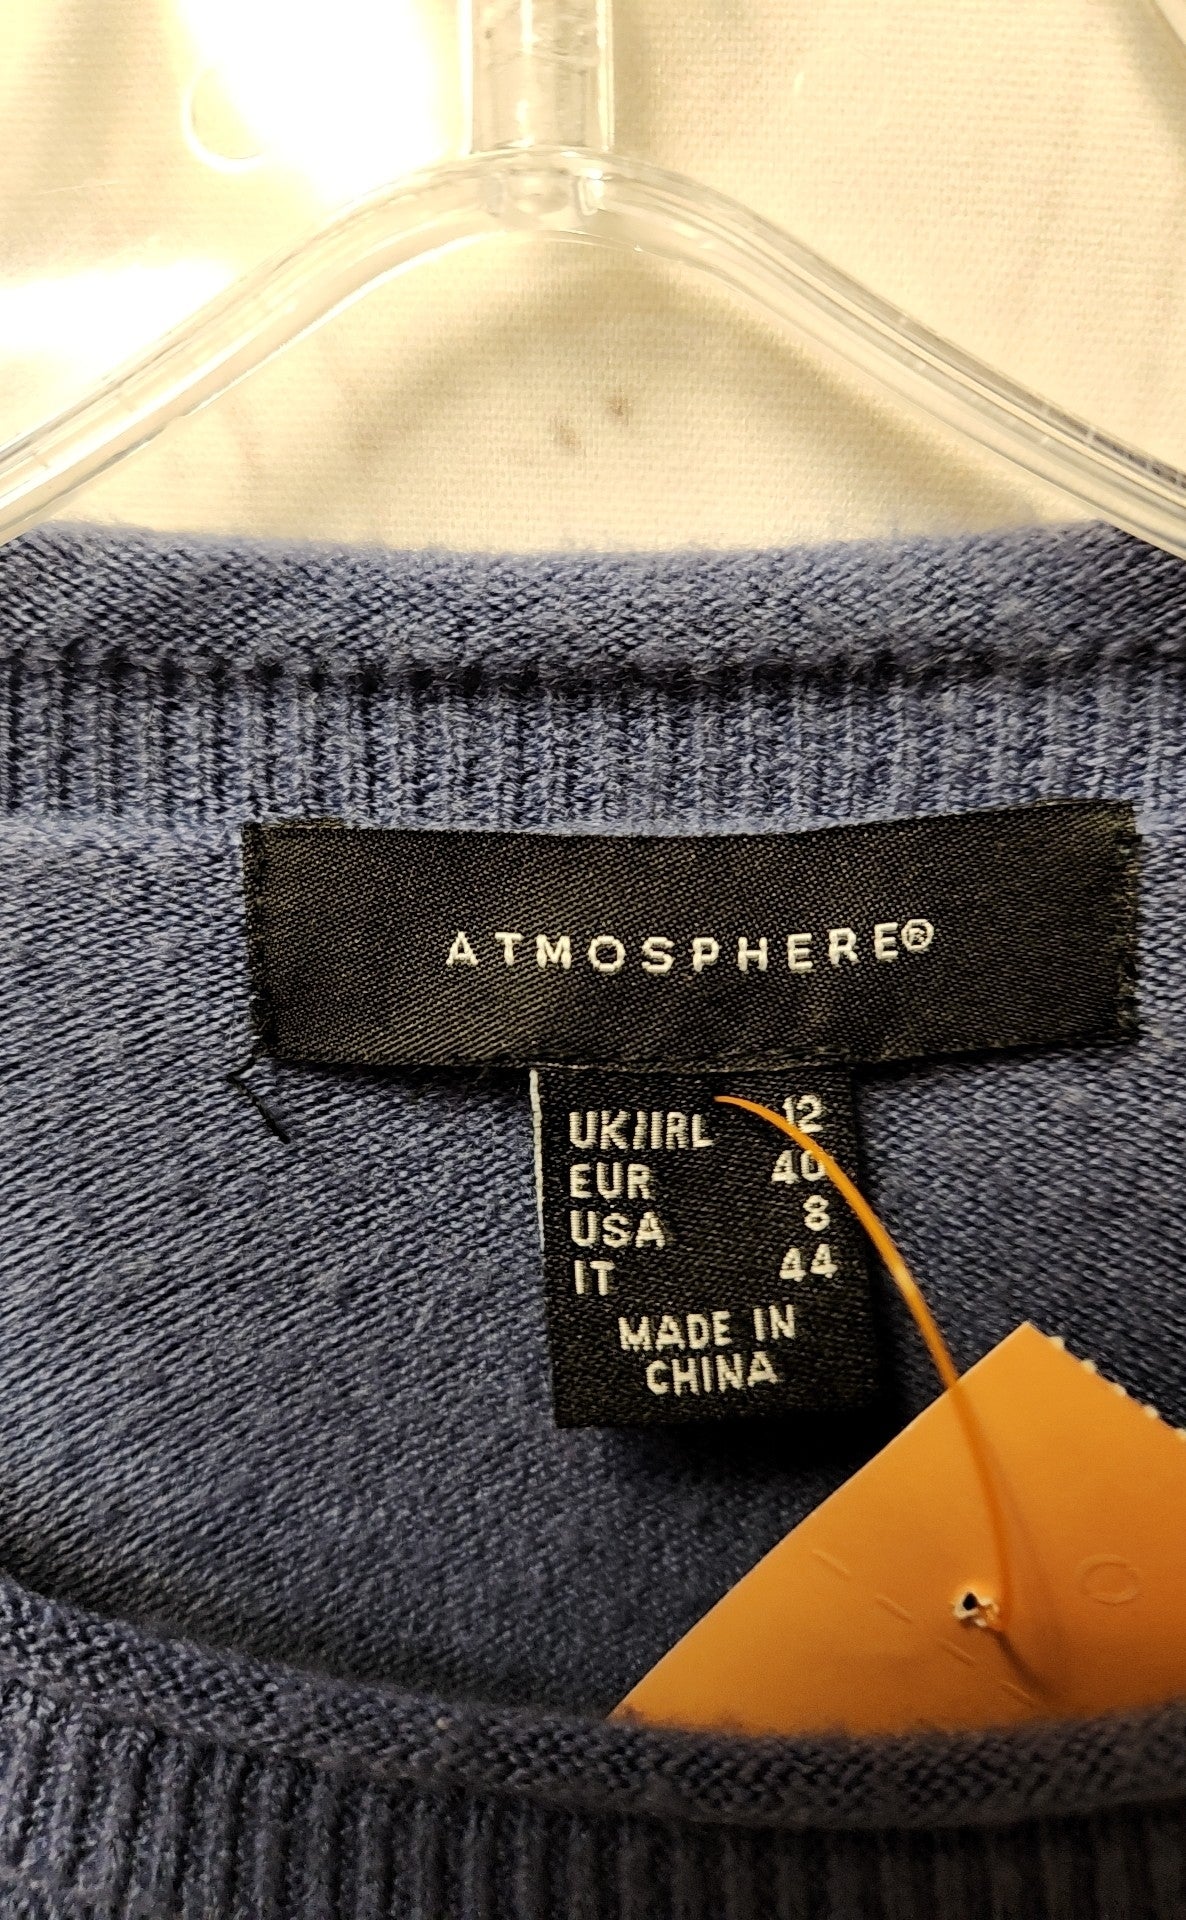 ATMOSPHERE®
UK/IRL 12
EUR 40
USA 8
IT 44
MADE IN
CHINA